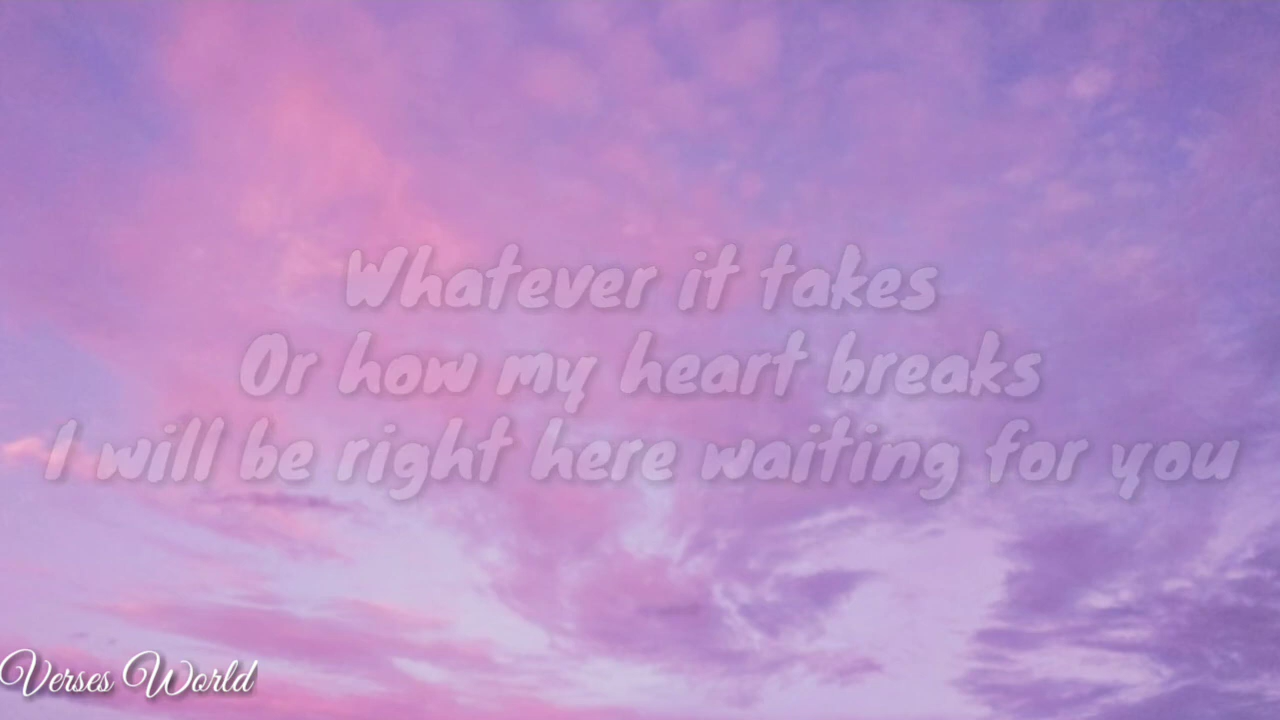 Whatever it takes
Or how my heart breaks
I will be right here waiting for you
Verses World